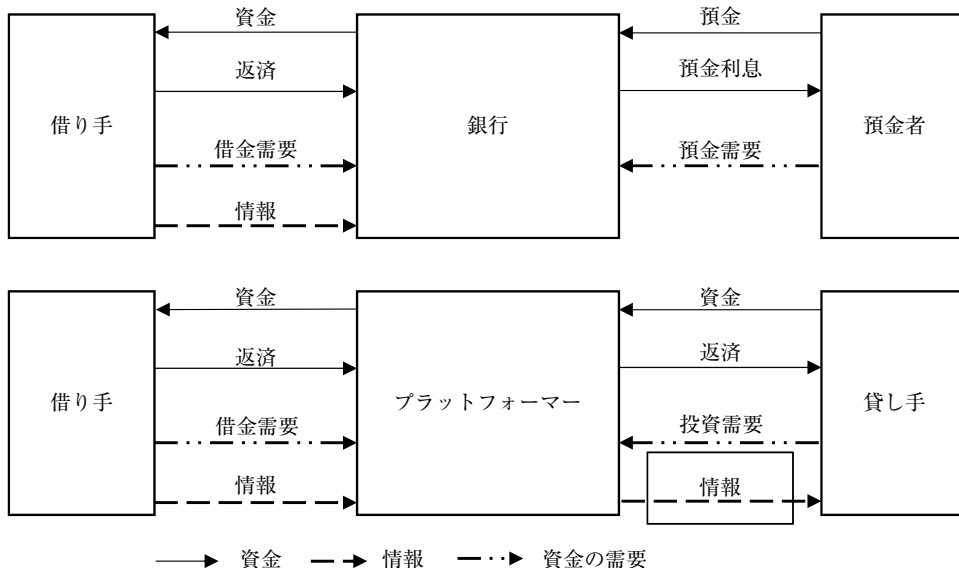 資金
預金
返済
預金利息
借り手
銀行
預金者
借金需要
預金需要
情報
資金
資金
返済
返済
借り手
プラットフォーマー
貸し手
借金需要
投資需要
情報
情報
資金
情報
資金の需要